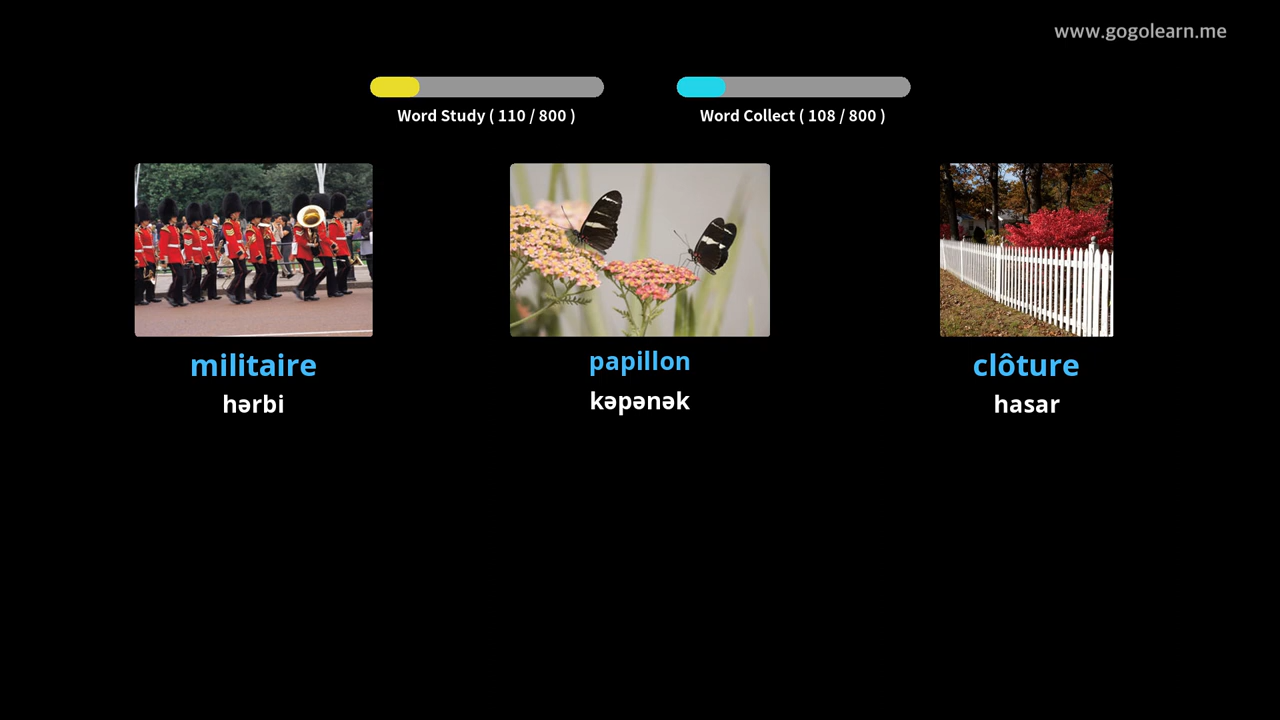 www.gogolearn.me
Word Study ( 110 / 800 )
Word Collect ( 108 / 800 )
militaire
hərbi
papillon
kəpənək
clôture
hasar